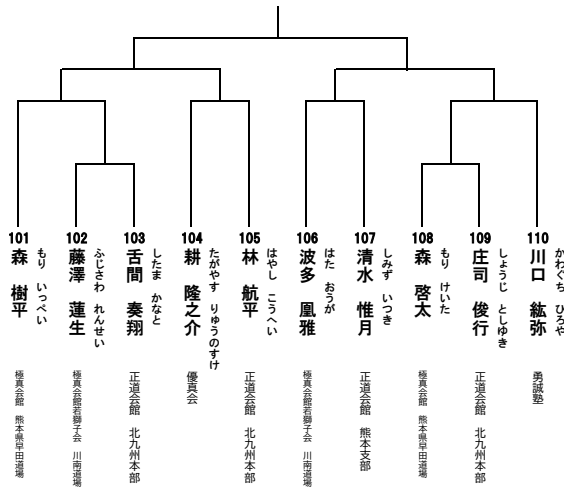 101
森 樹平
もり いっぺい
極真会館 熊本県早田道場
102
藤澤 蓮生
ふじさわ れんせい
極真会館若獅子会 川南道場
103
舌間 奏翔
したま かなと
正道会館 北九州本部
104
耕 隆之介
たがやす りゅうのすけ
優真会
105
林 航平
はやし こうへい
正道会館 北九州本部
106
波多 凰雅
はた おうが
極真会館若獅子会 川南道場
107
清水 惟月
しみず いつき
正道会館 熊本支部
108
森 啓太
もり けいた
極真会館 熊本県早田道場
109
庄司 俊行
しょうじ としゆき
正道会館 北九州本部
110
川口 紘弥
かわぐち ひろや
勇誠塾